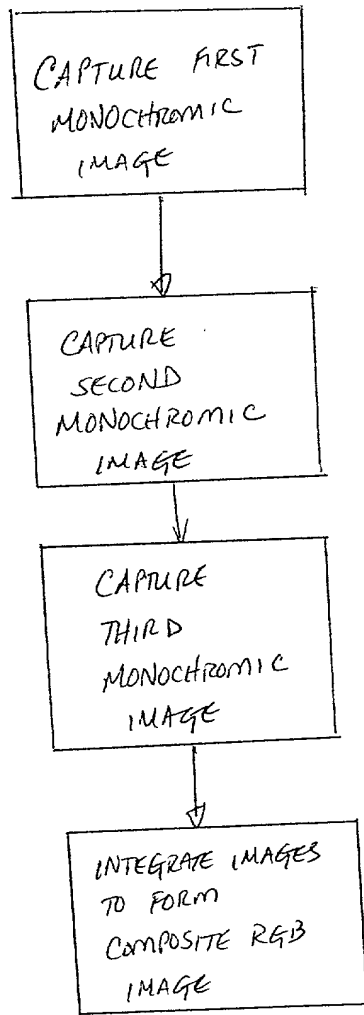 CAPTURE FIRST
MONOCHROMIC
IMAGE
CAPTURE
SECOND
MONOCHROMIC
IMAGE
CAPTURE
THIRD
MONOCHROMIC
IMAGE
INTEGRATE IMAGES
TO FORM
COMPOSITE RGB
IMAGE